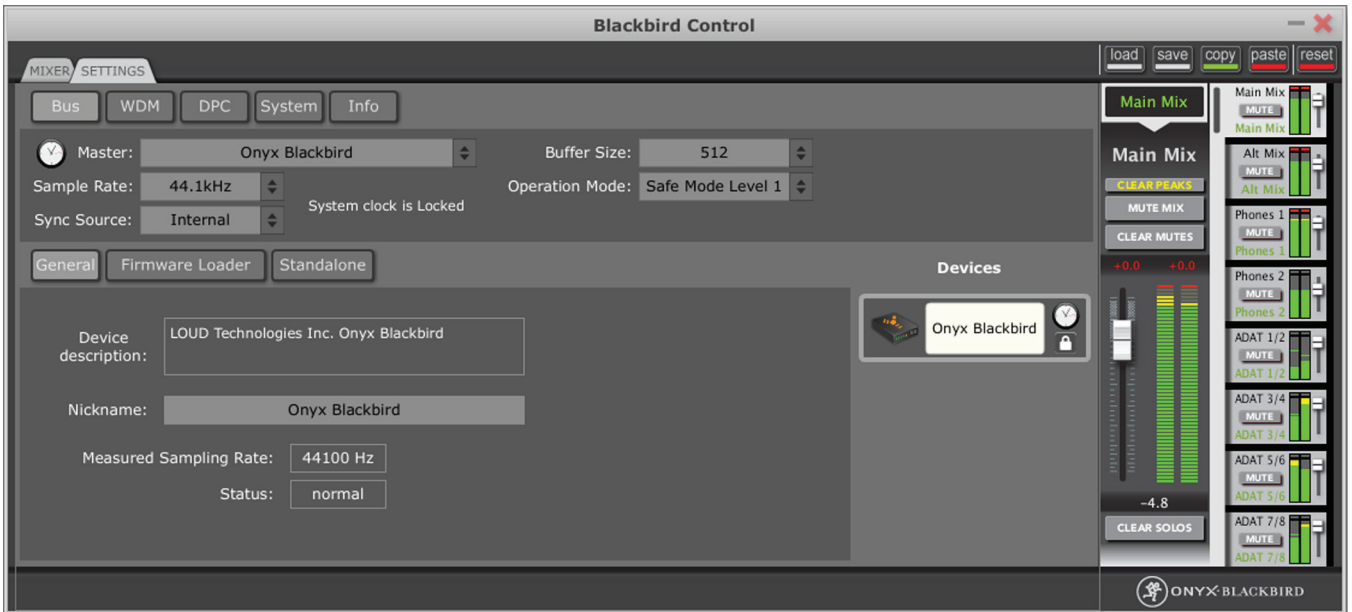 Blackbird Control
MIXER SETTINGS
load save copy paste reset
Bus WDM DPC System Info
Master: Onyx Blackbird
Buffer Size: 512
Sample Rate: 44.1kHz
Operation Mode: Safe Mode Level 1
System clock is Locked
Sync Source: Internal
General Firmware Loader Standalone
Devices
Device
description:
LOUD Technologies Inc. Onyx Blackbird
Nickname: Onyx Blackbird
Measured Sampling Rate: 44100 Hz
Status: normal
Onyx Blackbird
Main Mix
Main Mix
CLEAR PEAKS
MUTE MIX
CLEAR MUTES
+0.0 +0.0
-4.8
CLEAR SOLOS
Main Mix
MUTE
Main Mix
Alt Mix
MUTE
Alt Mix
Phones 1
MUTE
Phones 1
Phones 2
MUTE
Phones 2
ADAT 1/2
MUTE
ADAT 1/2
ADAT 3/4
MUTE
ADAT 3/4
ADAT 5/6
MUTE
ADAT 5/6
ADAT 7/8
MUTE
ADAT 7/8
ONYX·BLACKBIRD